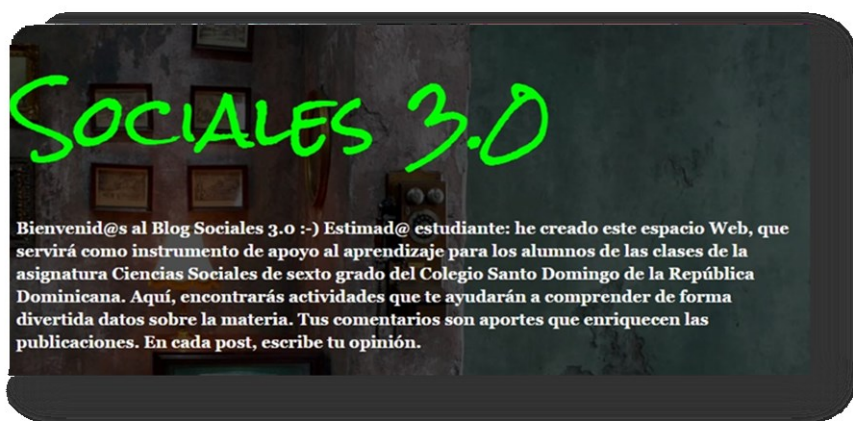 Sociales 3.0
Bienvenid@s al Blog Sociales 3.0 :-) Estimad@ estudiante: he creado este espacio Web, que
servirá como instrumento de apoyo al aprendizaje para los alumnos de las clases de la
asignatura Ciencias Sociales de sexto grado del Colegio Santo Domingo de la República
Dominicana. Aquí, encontrarás actividades que te ayudarán a comprender de forma
divertida datos sobre la materia. Tus comentarios son aportes que enriquecen las
publicaciones. En cada post, escribe tu opinión.